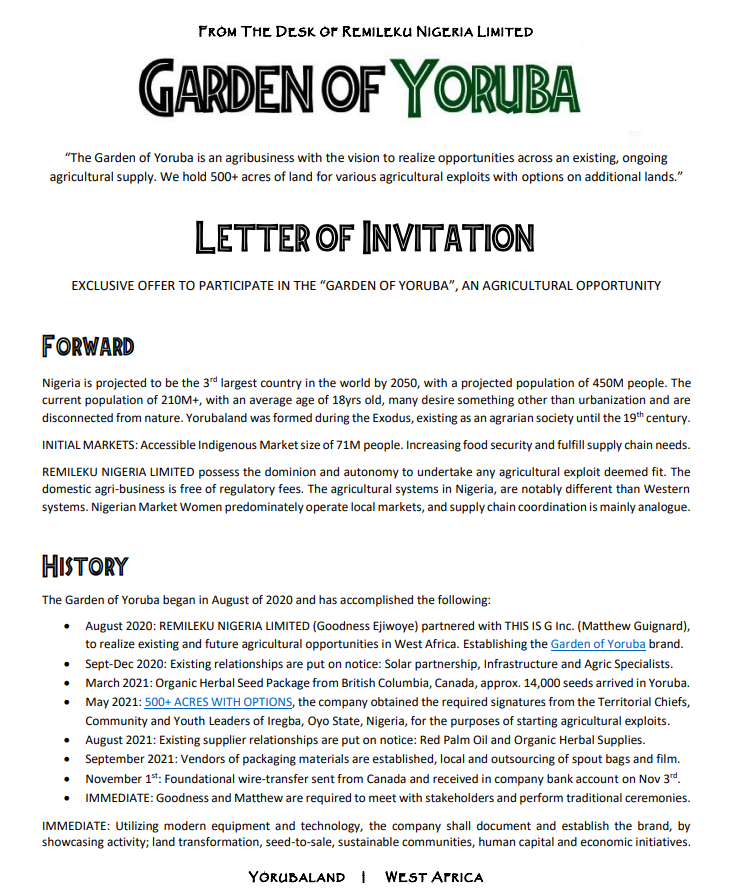 FROM THE DESK OF REMILEKU NIGERIA LIMITED
GARDEN OF YORUBA
“The Garden of Yoruba is an agribusiness with the vision to realize opportunities across an existing, ongoing
agricultural supply. We hold 500+ acres of land for various agricultural exploits with options on additional lands.”
LETTER OF INVITATION
EXCLUSIVE OFFER TO PARTICIPATE IN THE “GARDEN OF YORUBA”, AN AGRICULTURAL OPPORTUNITY
FORWARD
Nigeria is projected to be the 3rd largest country in the world by 2050, with a projected population of 450M people. The
current population of 210M+, with an average age of 18yrs old, many desire something other than urbanization and are
disconnected from nature. Yorubaland was formed during the Exodus, existing as an agrarian society until the 19th century.
INITIAL MARKETS: Accessible Indigenous Market size of 71M people. Increasing food security and fulfill supply chain needs.
REMILEKU NIGERIA LIMITED possess the dominion and autonomy to undertake any agricultural exploit deemed fit. The
domestic agri-business is free of regulatory fees. The agricultural systems in Nigeria, are notably different than Western
systems. Nigerian Market Women predominately operate local markets, and supply chain coordination is mainly analogue.
HISTORY
The Garden of Yoruba began in August of 2020 and has accomplished the following:
• August 2020: REMILEKU NIGERIA LIMITED (Goodness Ejiwoye) partnered with THIS IS G Inc. (Matthew Guignard),
to realize existing and future agricultural opportunities in West Africa. Establishing the Garden of Yoruba brand.
• Sept-Dec 2020: Existing relationships are put on notice: Solar partnership, Infrastructure and Agric Specialists.
• March 2021: Organic Herbal Seed Package from British Columbia, Canada, approx. 14,000 seeds arrived in Yoruba.
• May 2021: 500+ ACRES WITH OPTIONS, the company obtained the required signatures from the Territorial Chiefs,
Community and Youth Leaders of Iregba, Oyo State, Nigeria, for the purposes of starting agricultural exploits.
• August 2021: Existing supplier relationships are put on notice: Red Palm Oil and Organic Herbal Supplies.
• September 2021: Vendors of packaging materials are established, local and outsourcing of spout bags and film.
• November 1st: Foundational wire-transfer sent from Canada and received in company bank account on Nov 3rd.
• IMMEDIATE: Goodness and Matthew are required to meet with stakeholders and perform traditional ceremonies.
IMMEDIATE: Utilizing modern equipment and technology, the company shall document and establish the brand, by
showcasing activity; land transformation, seed-to-sale, sustainable communities, human capital and economic initiatives.
YORUBALAND | WEST AFRICA